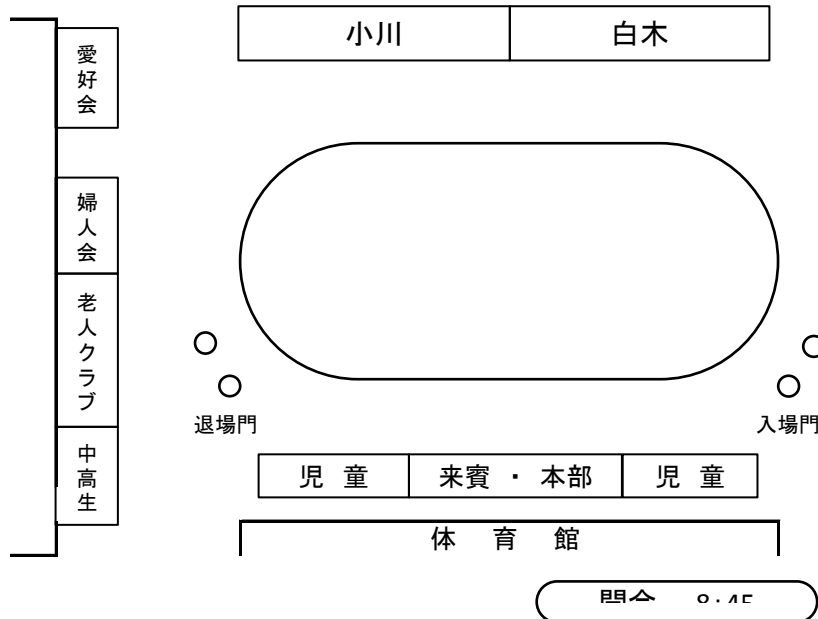 小川 白木
愛好会
婦人会
老人クラブ
中高生
退場門
入場門
児 童 来賓 ・ 本部 児 童
体 育 館